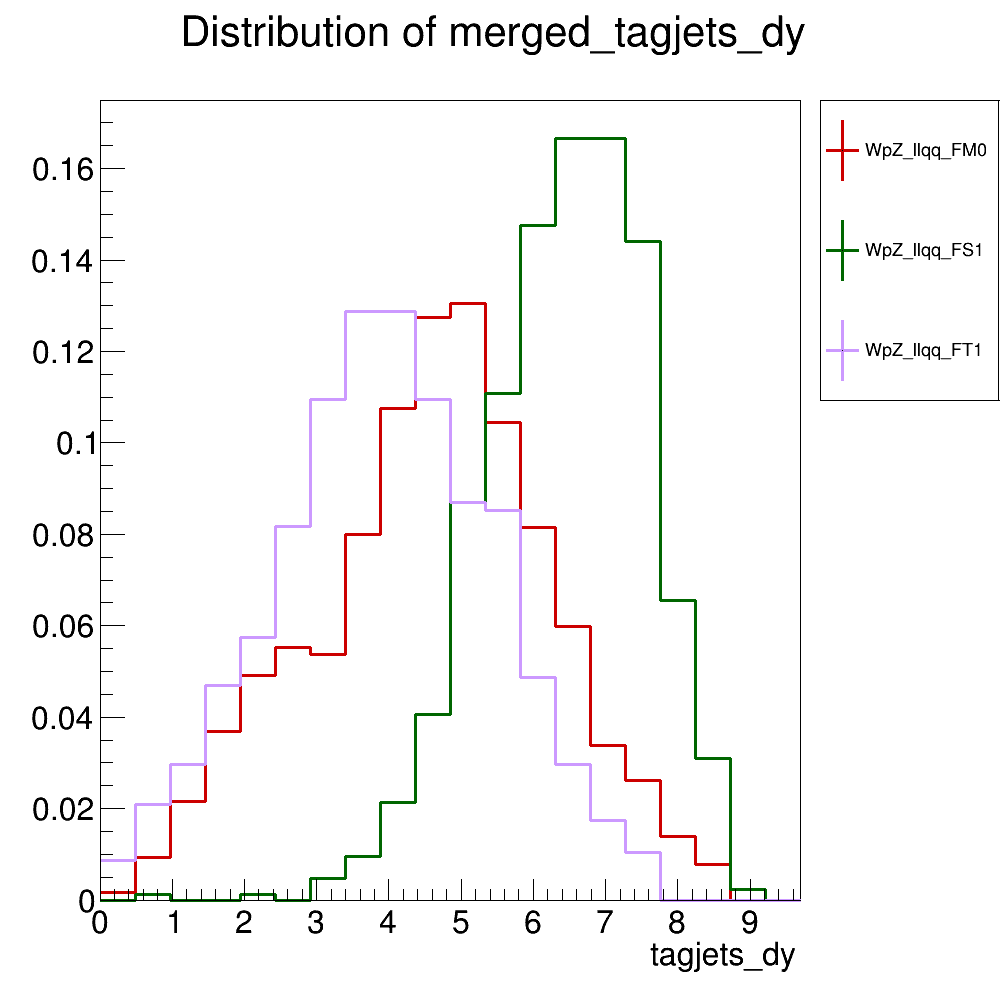 Distribution of merged_tagjets_dy
WpZ_llqq_FM0
WpZ_llqq_FS1
WpZ_llqq_FT1
0.16
0.14
0.12
0.1
0.08
0.06
0.04
0.02
0
0 1 2 3 4 5 6 7 8 9
tagjets_dy